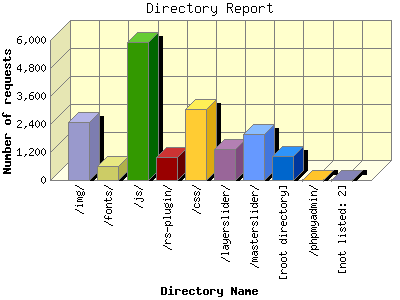 Directory Report
Number of requests
6,000
4,800
3,600
2,400
1,200
0
/img/
/fonts/
/js/
/rs-plugin/
/css/
/layerslider/
/masterslider/
[root directory]
/phpmyadmin/
[not listed: 2]
Directory Name